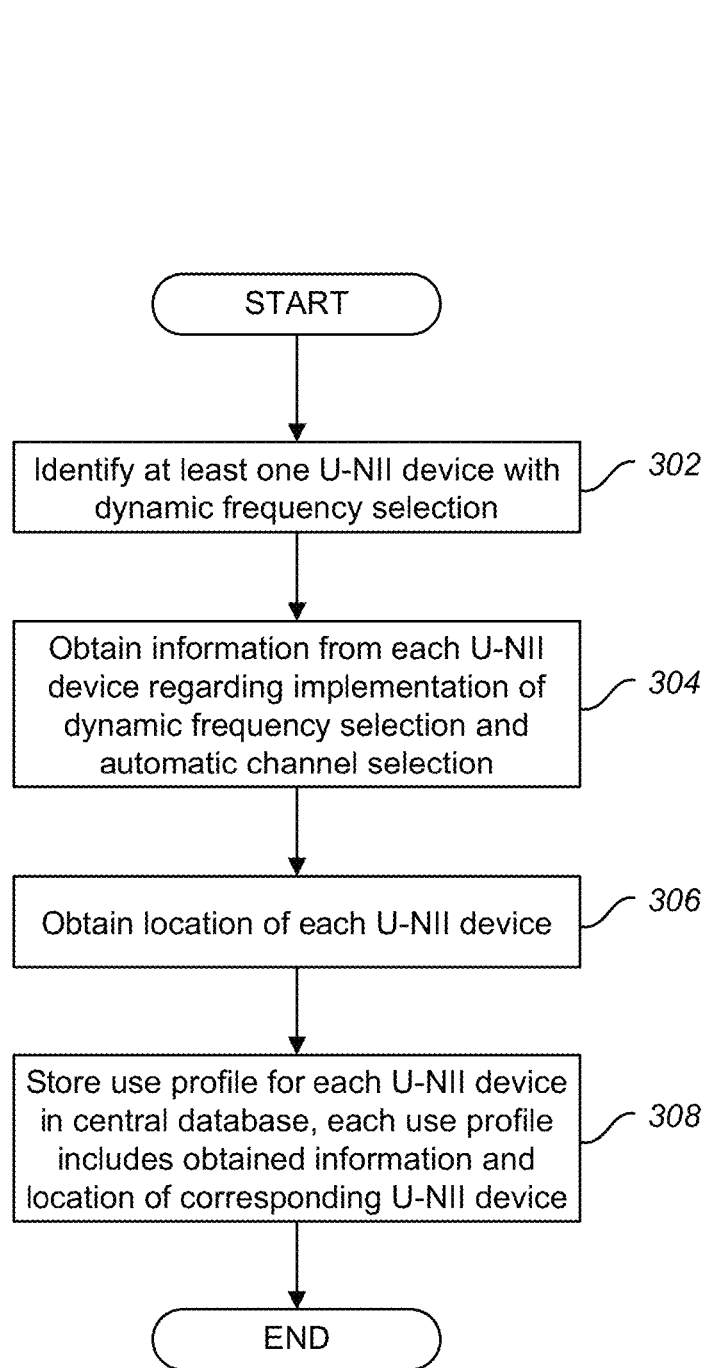 START
Identify at least one U-NII device with
dynamic frequency selection
302
Obtain information from each U-NII
device regarding implementation of
dynamic frequency selection and
automatic channel selection
304
Obtain location of each U-NII device
306
Store use profile for each U-NII device
in central database, each use profile
includes obtained information and
location of corresponding U-NII device
308
END